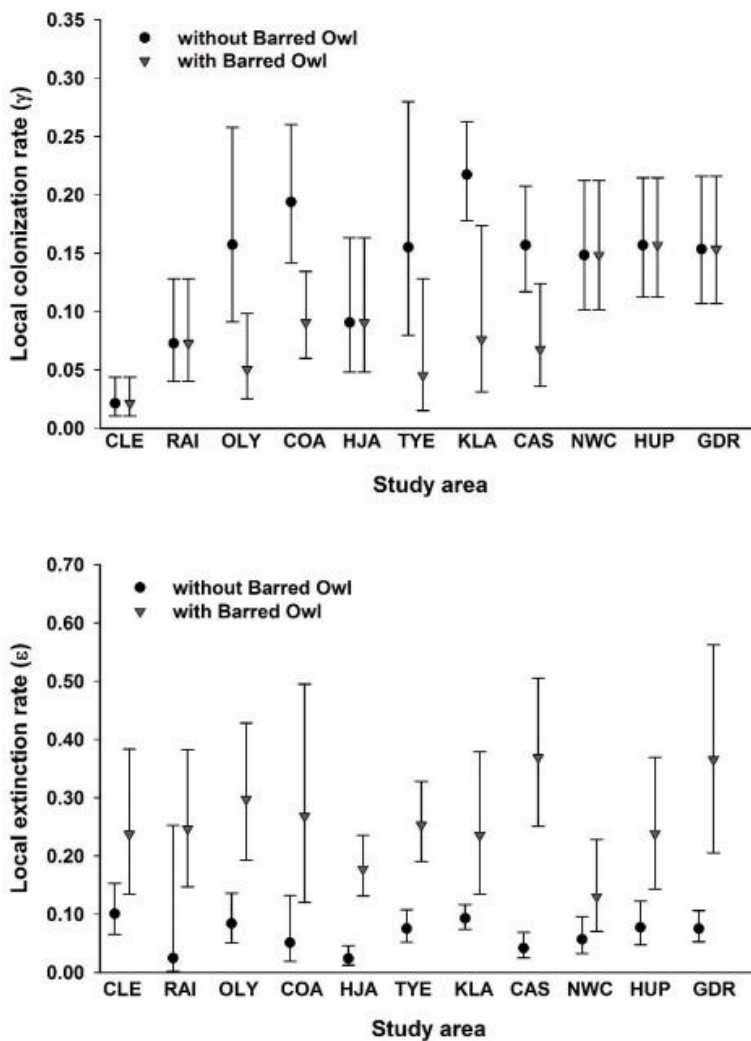 0.35
without Barred Owl
with Barred Owl
0.30
0.25
0.20
0.15
0.10
0.05
0.00
Local colonization rate (γ)
CLE RAI OLY COA HJA TYE KLA CAS NWC HUP GDR
Study area
0.70
without Barred Owl
with Barred Owl
0.60
0.50
0.40
0.30
0.20
0.10
0.00
Local extinction rate (ε)
CLE RAI OLY COA HJA TYE KLA CAS NWC HUP GDR
Study area